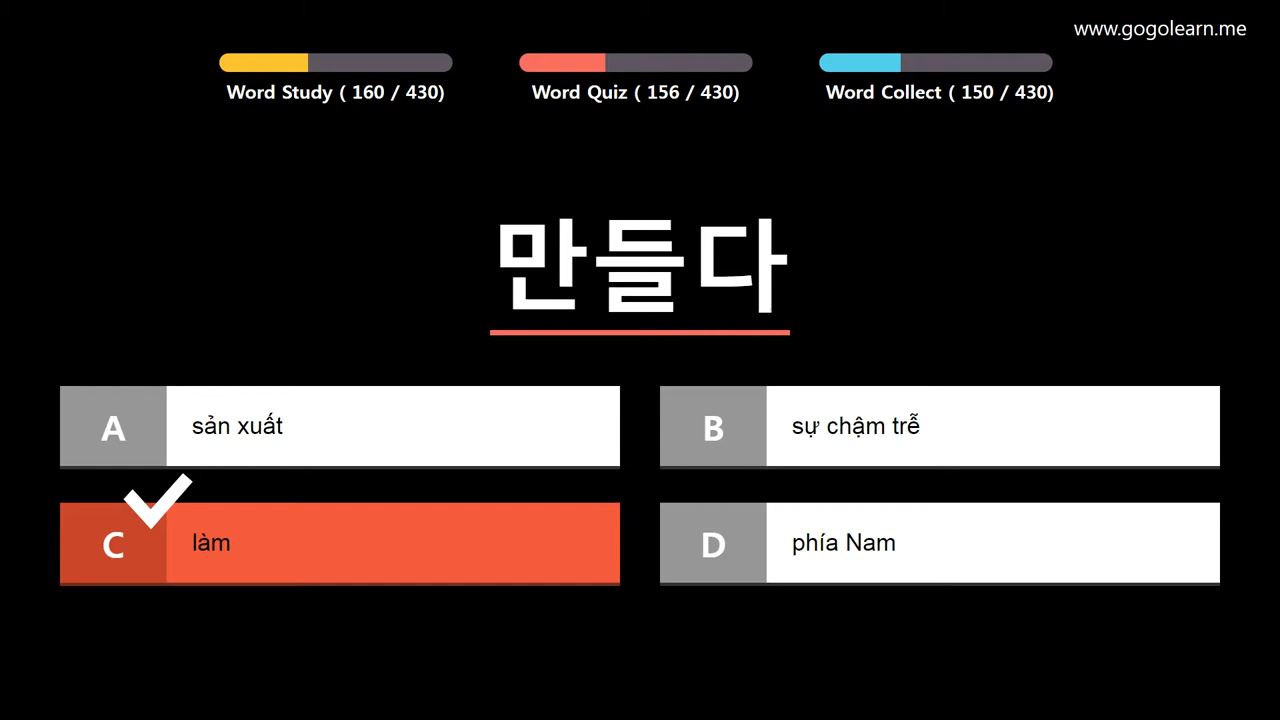 www.gogolearn.me
Word Study ( 160 / 430)
Word Quiz ( 156 / 430)
Word Collect ( 150 / 430)
만들다
A sản xuất
B sự chậm trễ
C làm
D phía Nam